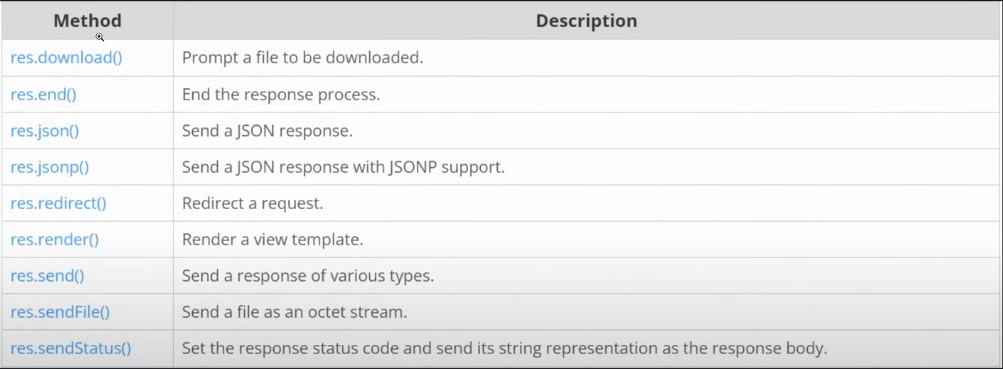 Method Description
res.download() Prompt a file to be downloaded.
res.end() End the response process.
res.json() Send a JSON response.
res.jsonp() Send a JSON response with JSONP support.
res.redirect() Redirect a request.
res.render() Render a view template.
res.send() Send a response of various types.
res.sendFile() Send a file as an octet stream.
res.sendStatus() Set the response status code and send its string representation as the response body.